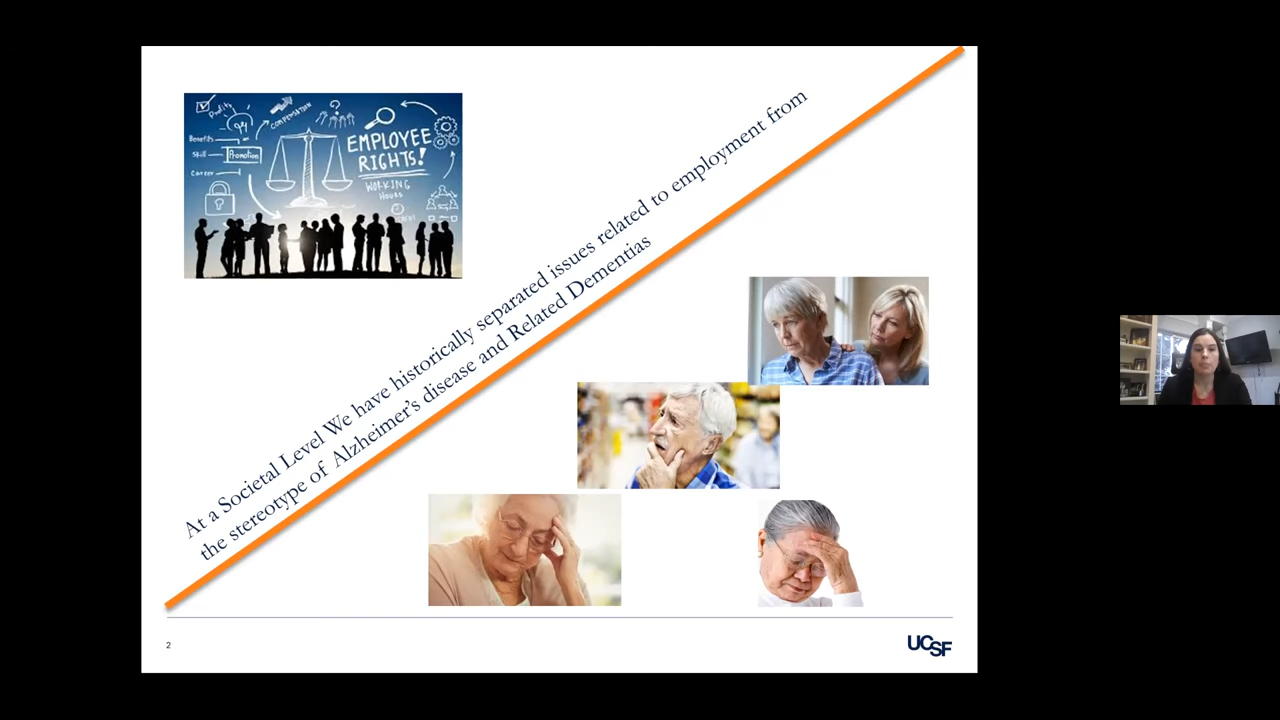 Profit
COMPENSATION
?
Benefits
Skill
Promotion
Career
EMPLOYEE
RIGHTS!
WORKING
HOURS
At a Societal Level We have historically separated issues related to employment from
the stereotype of Alzheimer's disease and Related Dementias
2
UCSF